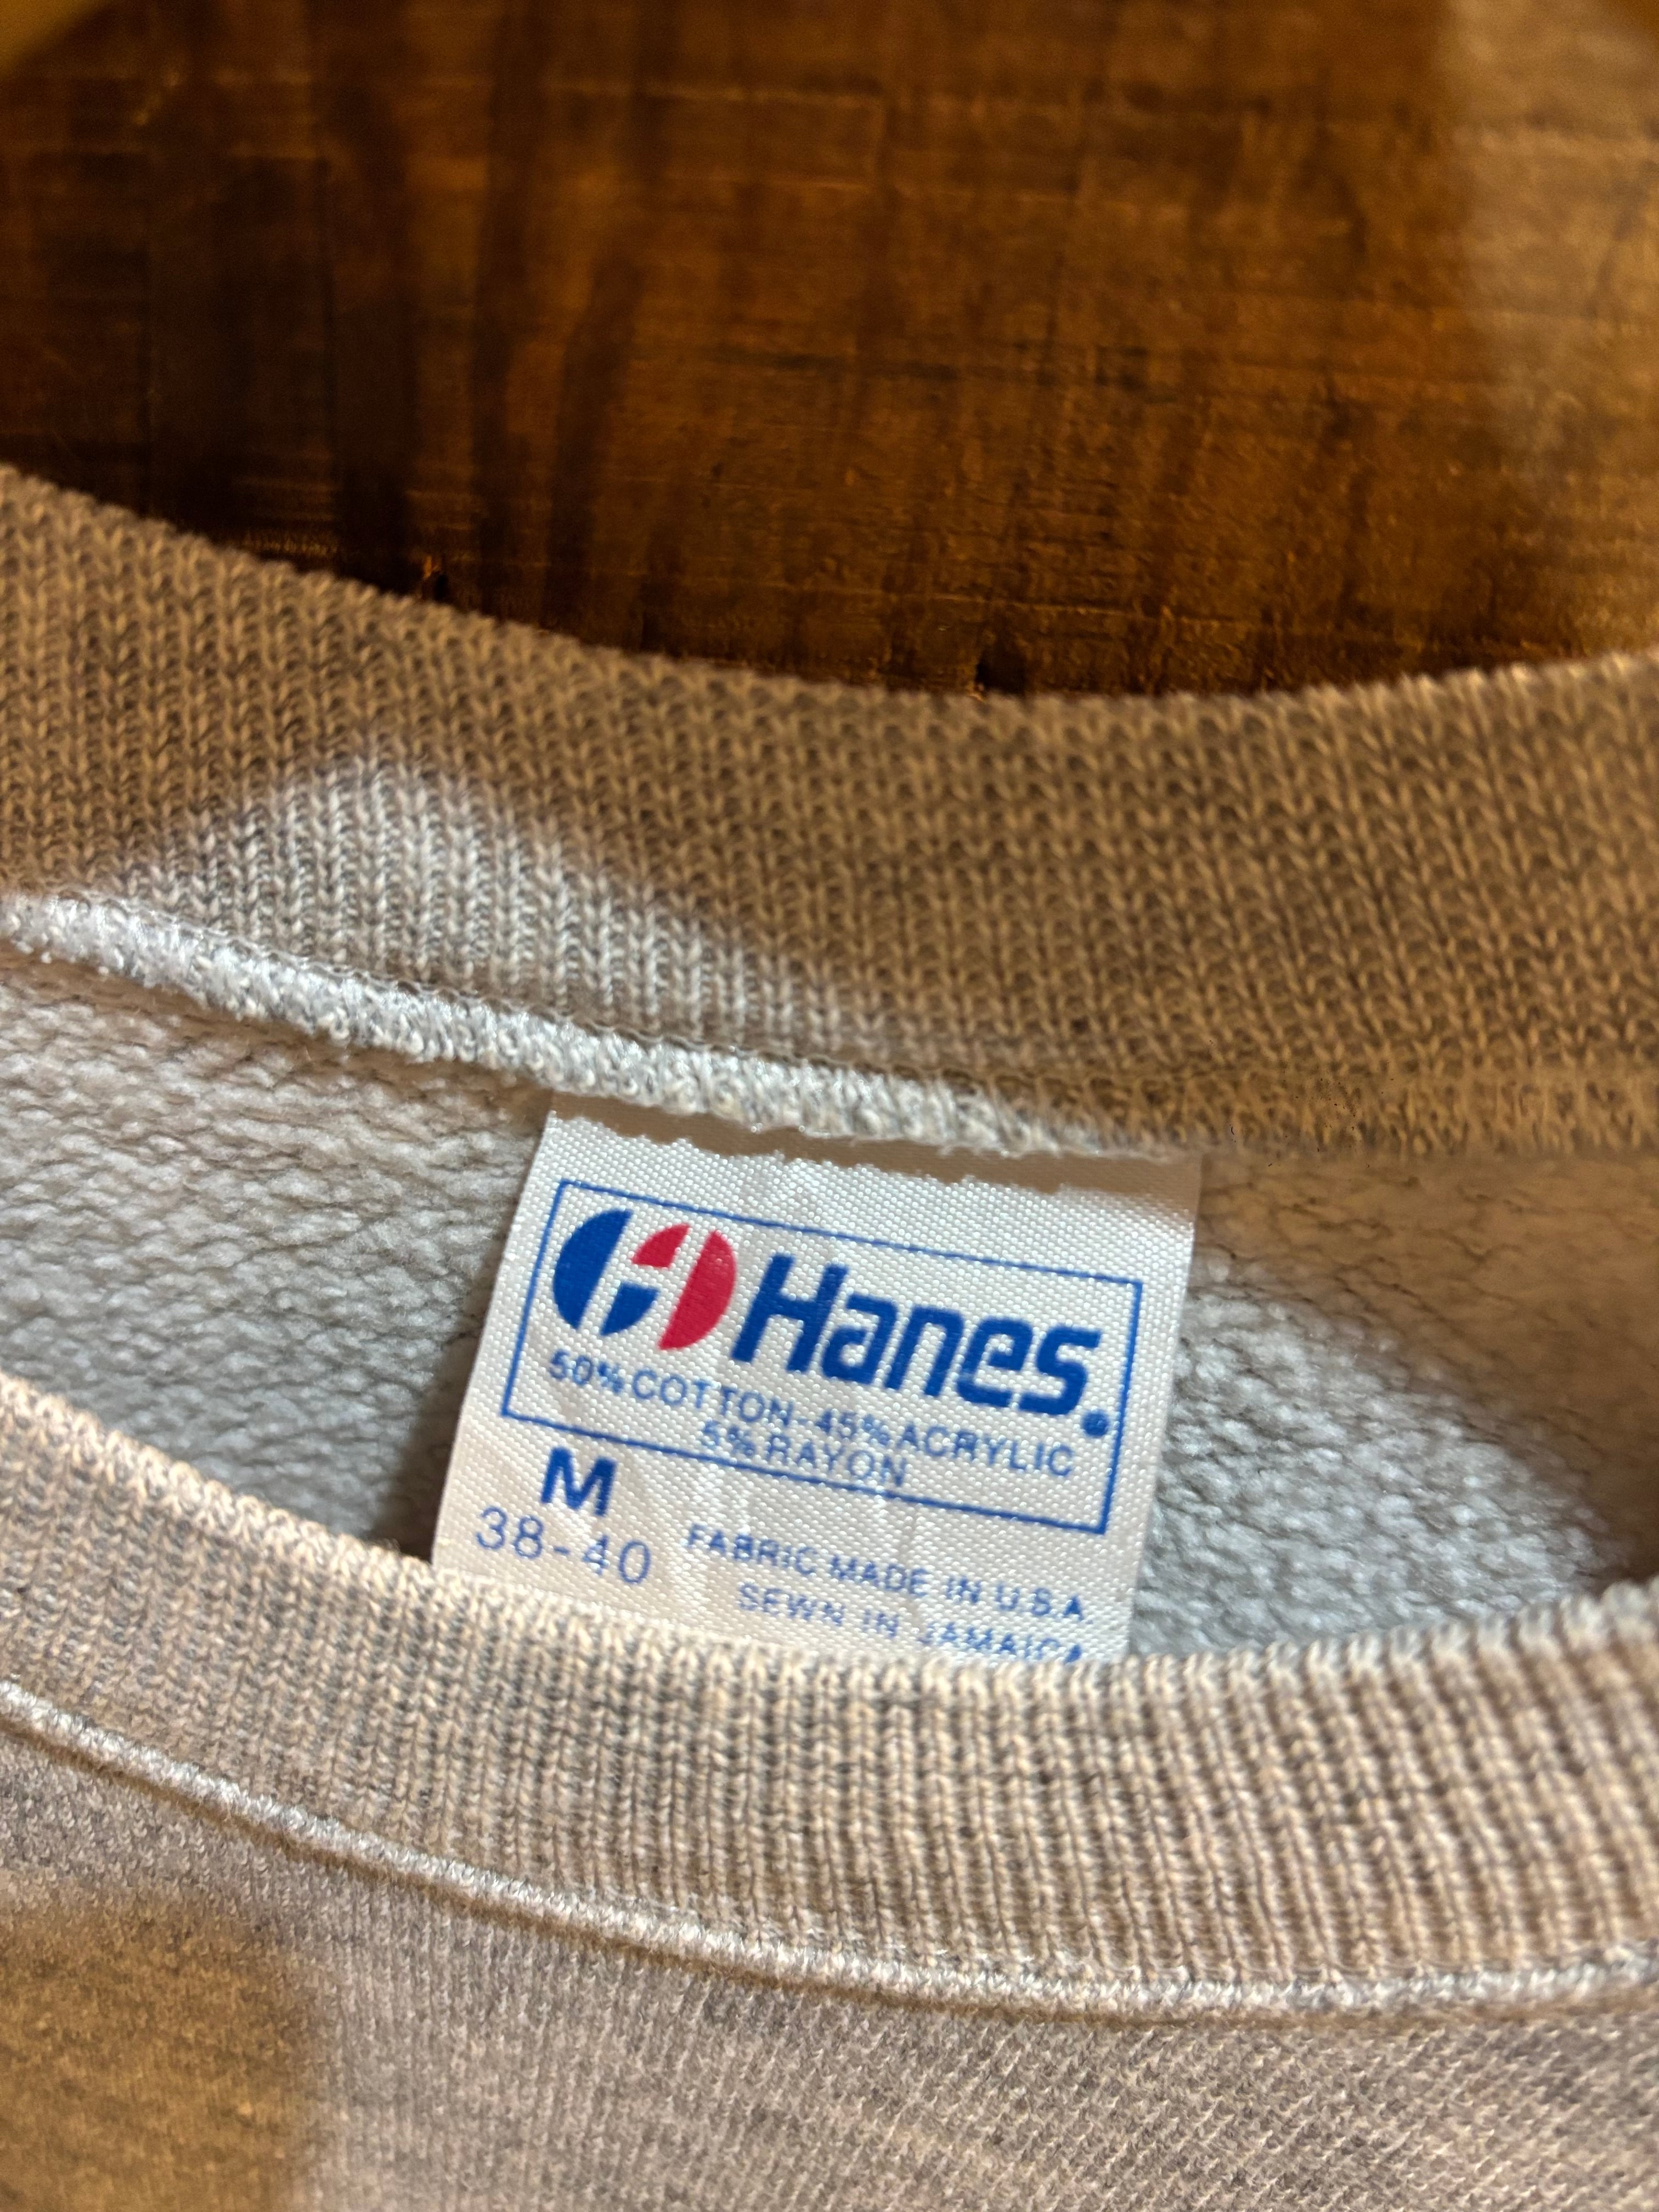 Hanes®
50% COTTON-45% ACRYLIC
5% RAYON
M
38-40
FABRIC MADE IN U.S.A.
SEWN IN JAMAICA